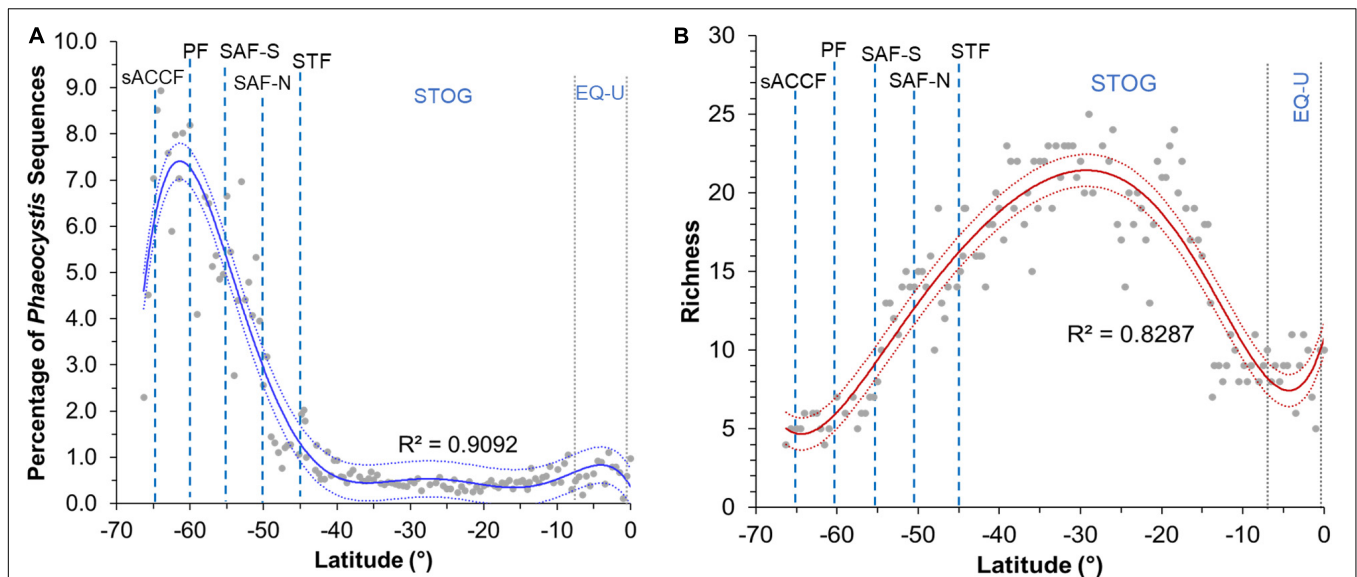 A
10.0
9.0
8.0
7.0
6.0
5.0
4.0
3.0
2.0
1.0
0.0
Percentage of Phaeocystis Sequences
sACCF
PF
SAF-S
SAF-N
STF
STOG
EQ-U
R² = 0.9092
-70 -60 -50 -40 -30 -20 -10 0
Latitude (°)
B
30
25
20
15
10
5
0
Richness
sACCF
PF
SAF-S
SAF-N
STF
STOG
EQ-U
R² = 0.8287
-70 -60 -50 -40 -30 -20 -10 0
Latitude (°)